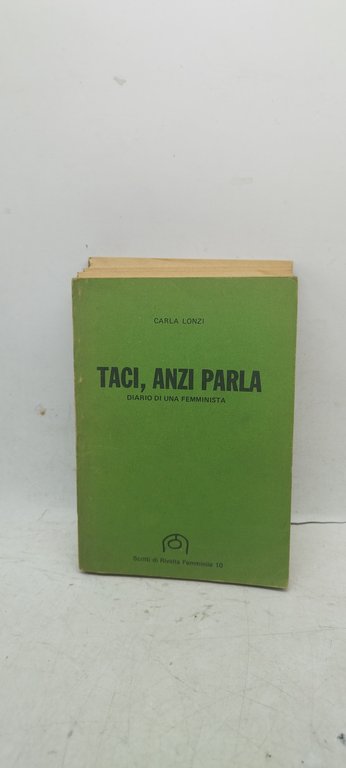 CARLA LONZI
TACI, ANZI PARLA
DIARIO DI UNA FEMMINISTA
Scritti di Rivolta Femminile 10